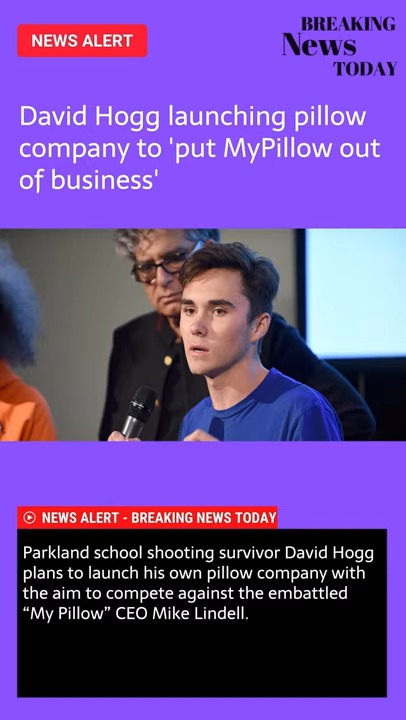 NEWS ALERT
BREAKING
News
TODAY
David Hogg launching pillow
company to 'put MyPillow out
of business'
NEWS ALERT - BREAKING NEWS TODAY
Parkland school shooting survivor David Hogg
plans to launch his own pillow company with
the aim to compete against the embattled
“My Pillow” CEO Mike Lindell.